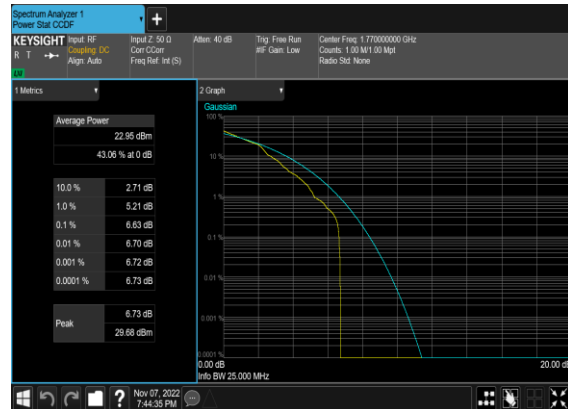 Spectrum Analyzer 1
Power Stat CCDF
KEYSIGHT
R T
LXI
Input: RF
Coupling: DC
Align: Auto
Input Z: 50 Ω
Corr CCorr
Freq Ref: Int (S)
Atten: 40 dB
Trig: Free Run
#IF Gain: Low
Center Freq: 1.770000000 GHz
Counts: 1.00 M/1.00 Mpt
Radio Std: None
1 Metrics
Average Power
22.95 dBm
43.06 % at 0 dB
10.0 % 2.71 dB
1.0 % 5.21 dB
0.1 % 6.63 dB
0.01 % 6.70 dB
0.001 % 6.72 dB
0.0001 % 6.73 dB
Peak
6.73 dB
29.68 dBm
2 Graph
Gaussian
100 %
10 %
1 %
0.1 %
0.01 %
0.001 %
0.0001 %
0.00 dB
20.00 dB
Info BW 25.000 MHz
?
Nov 07, 2022
7:44:35 PM